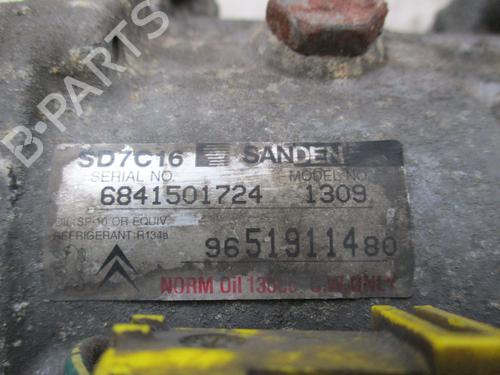 B-PARTS
SD7C16 SANDEN
SERIAL NO. MODEL NO.
6841501724 1309
OIL:SP-10 OR EQUIV
REFRIGERANT:R134a
9651911480
NORM Oil ONLY